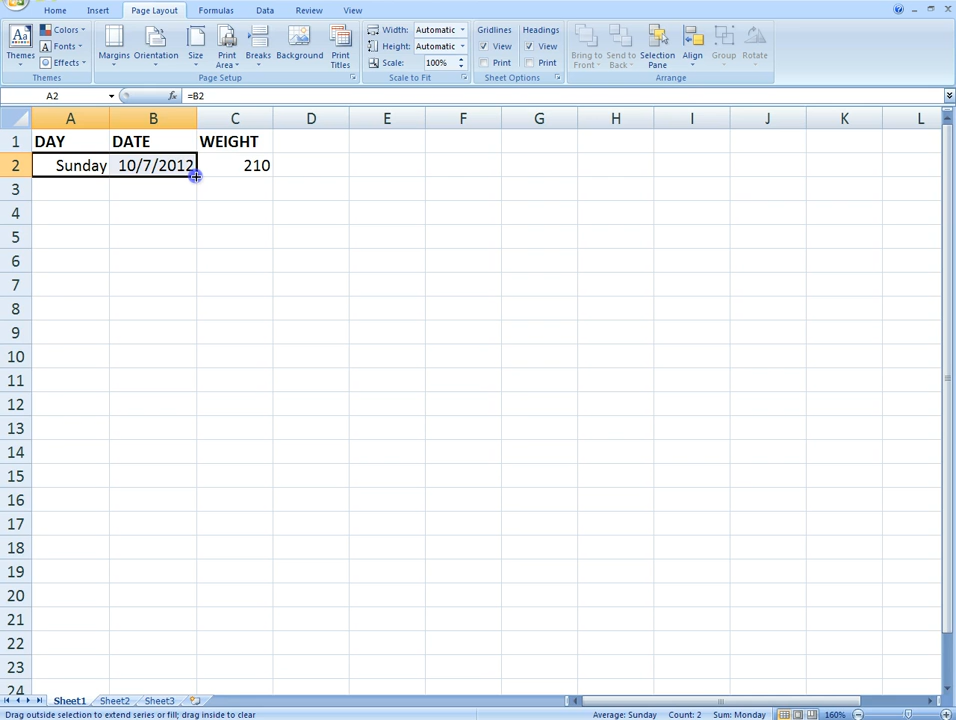 Home Insert Page Layout Formulas Data Review View
Themes
Colors
Fonts
Effects
Themes
Margins
Orientation
Size
Print Area
Breaks
Background
Print Titles
Page Setup
Width: Automatic
Height: Automatic
Scale: 100%
Scale to Fit
Gridlines
View
Print
Headings
View
Print
Sheet Options
Bring to Front
Send to Back
Selection Pane
Align
Group
Rotate
Arrange
A2 fx =B2
A B C D E F G H I J K L
1 DAY DATE WEIGHT
2 Sunday 10/7/2012 210
3
4
5
6
7
8
9
10
11
12
13
14
15
16
17
18
19
20
21
22
23
24
Sheet1 Sheet2 Sheet3
Drag outside selection to extend series or fill; drag inside to clear Average: Sunday Count: 2 Sum: Monday 160%